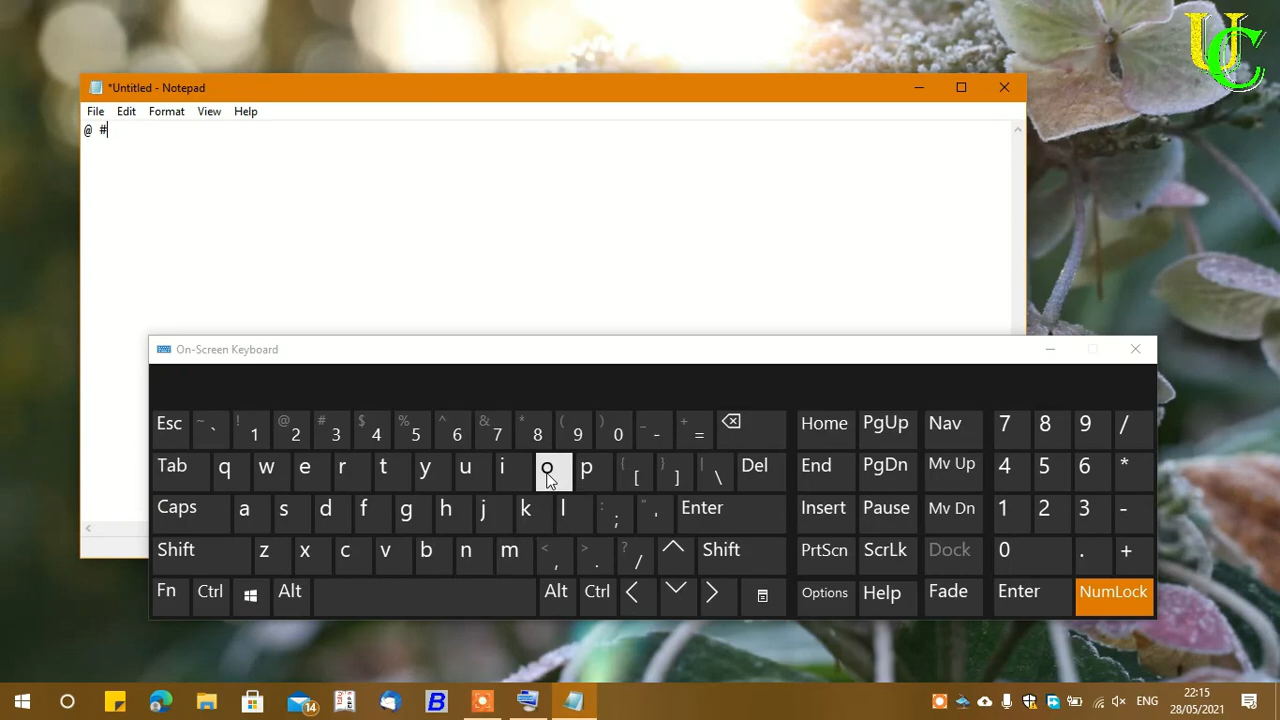 UC
*Untitled - Notepad
File Edit Format View Help
@ #
On-Screen Keyboard
Esc ~ ` ! 1 @ 2 # 3 $ 4 % 5 ^ 6 & 7 * 8 ( 9 ) 0 _ - + = Home PgUp Nav 7 8 9 /
Tab q w e r t y u i o p { [ } ] | \ Del End PgDn Mv Up 4 5 6 *
Caps a s d f g h j k l : ; " ' Enter Insert Pause Mv Dn 1 2 3 -
Shift z x c v b n m < , > . ? / Shift PrtScn ScrLk Dock 0 . +
Fn Ctrl Alt Alt Ctrl Options Help Fade Enter NumLock
14 B ENG 22:15
28/05/2021